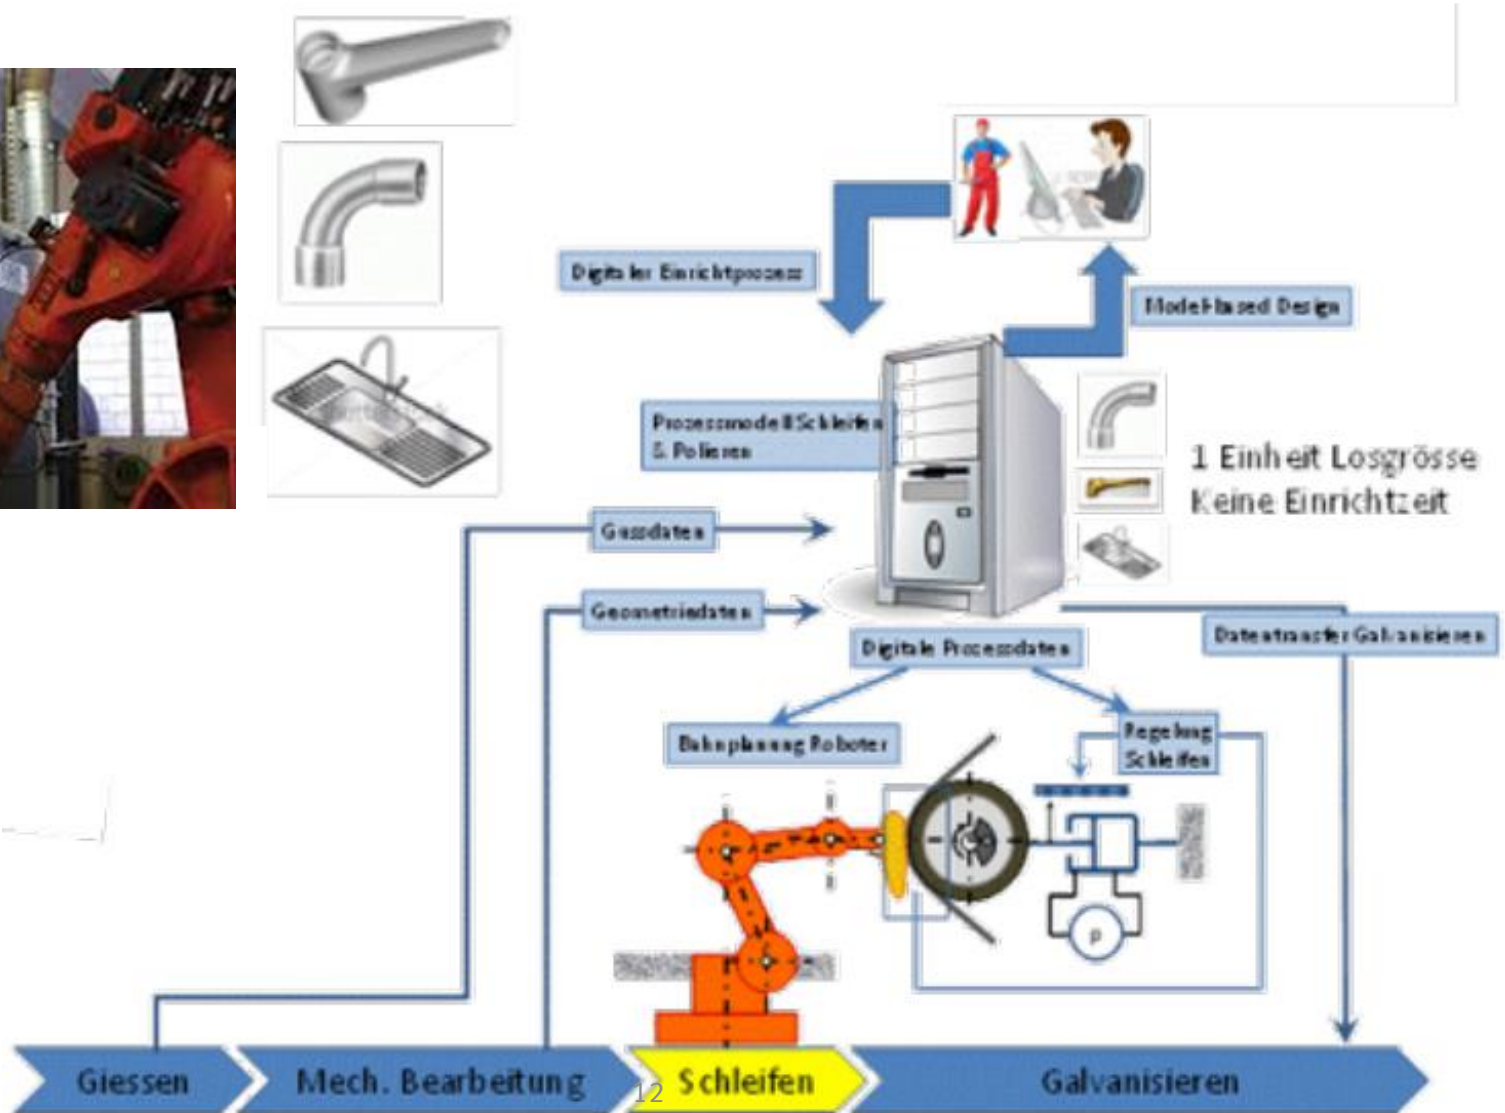 Digitaler Einrichtprozess
Model-based Design
Prozessmodell Schleifen
& Polieren
1 Einheit Losgrösse
Keine Einrichtzeit
Gussdaten
Geometriedaten
Digitale Processdaten
Datentransfer Galvanisieren
Bahnplanung Roboter
Regelung
Schleifen
p
Giessen
Mech. Bearbeitung
12
Schleifen
Galvanisieren